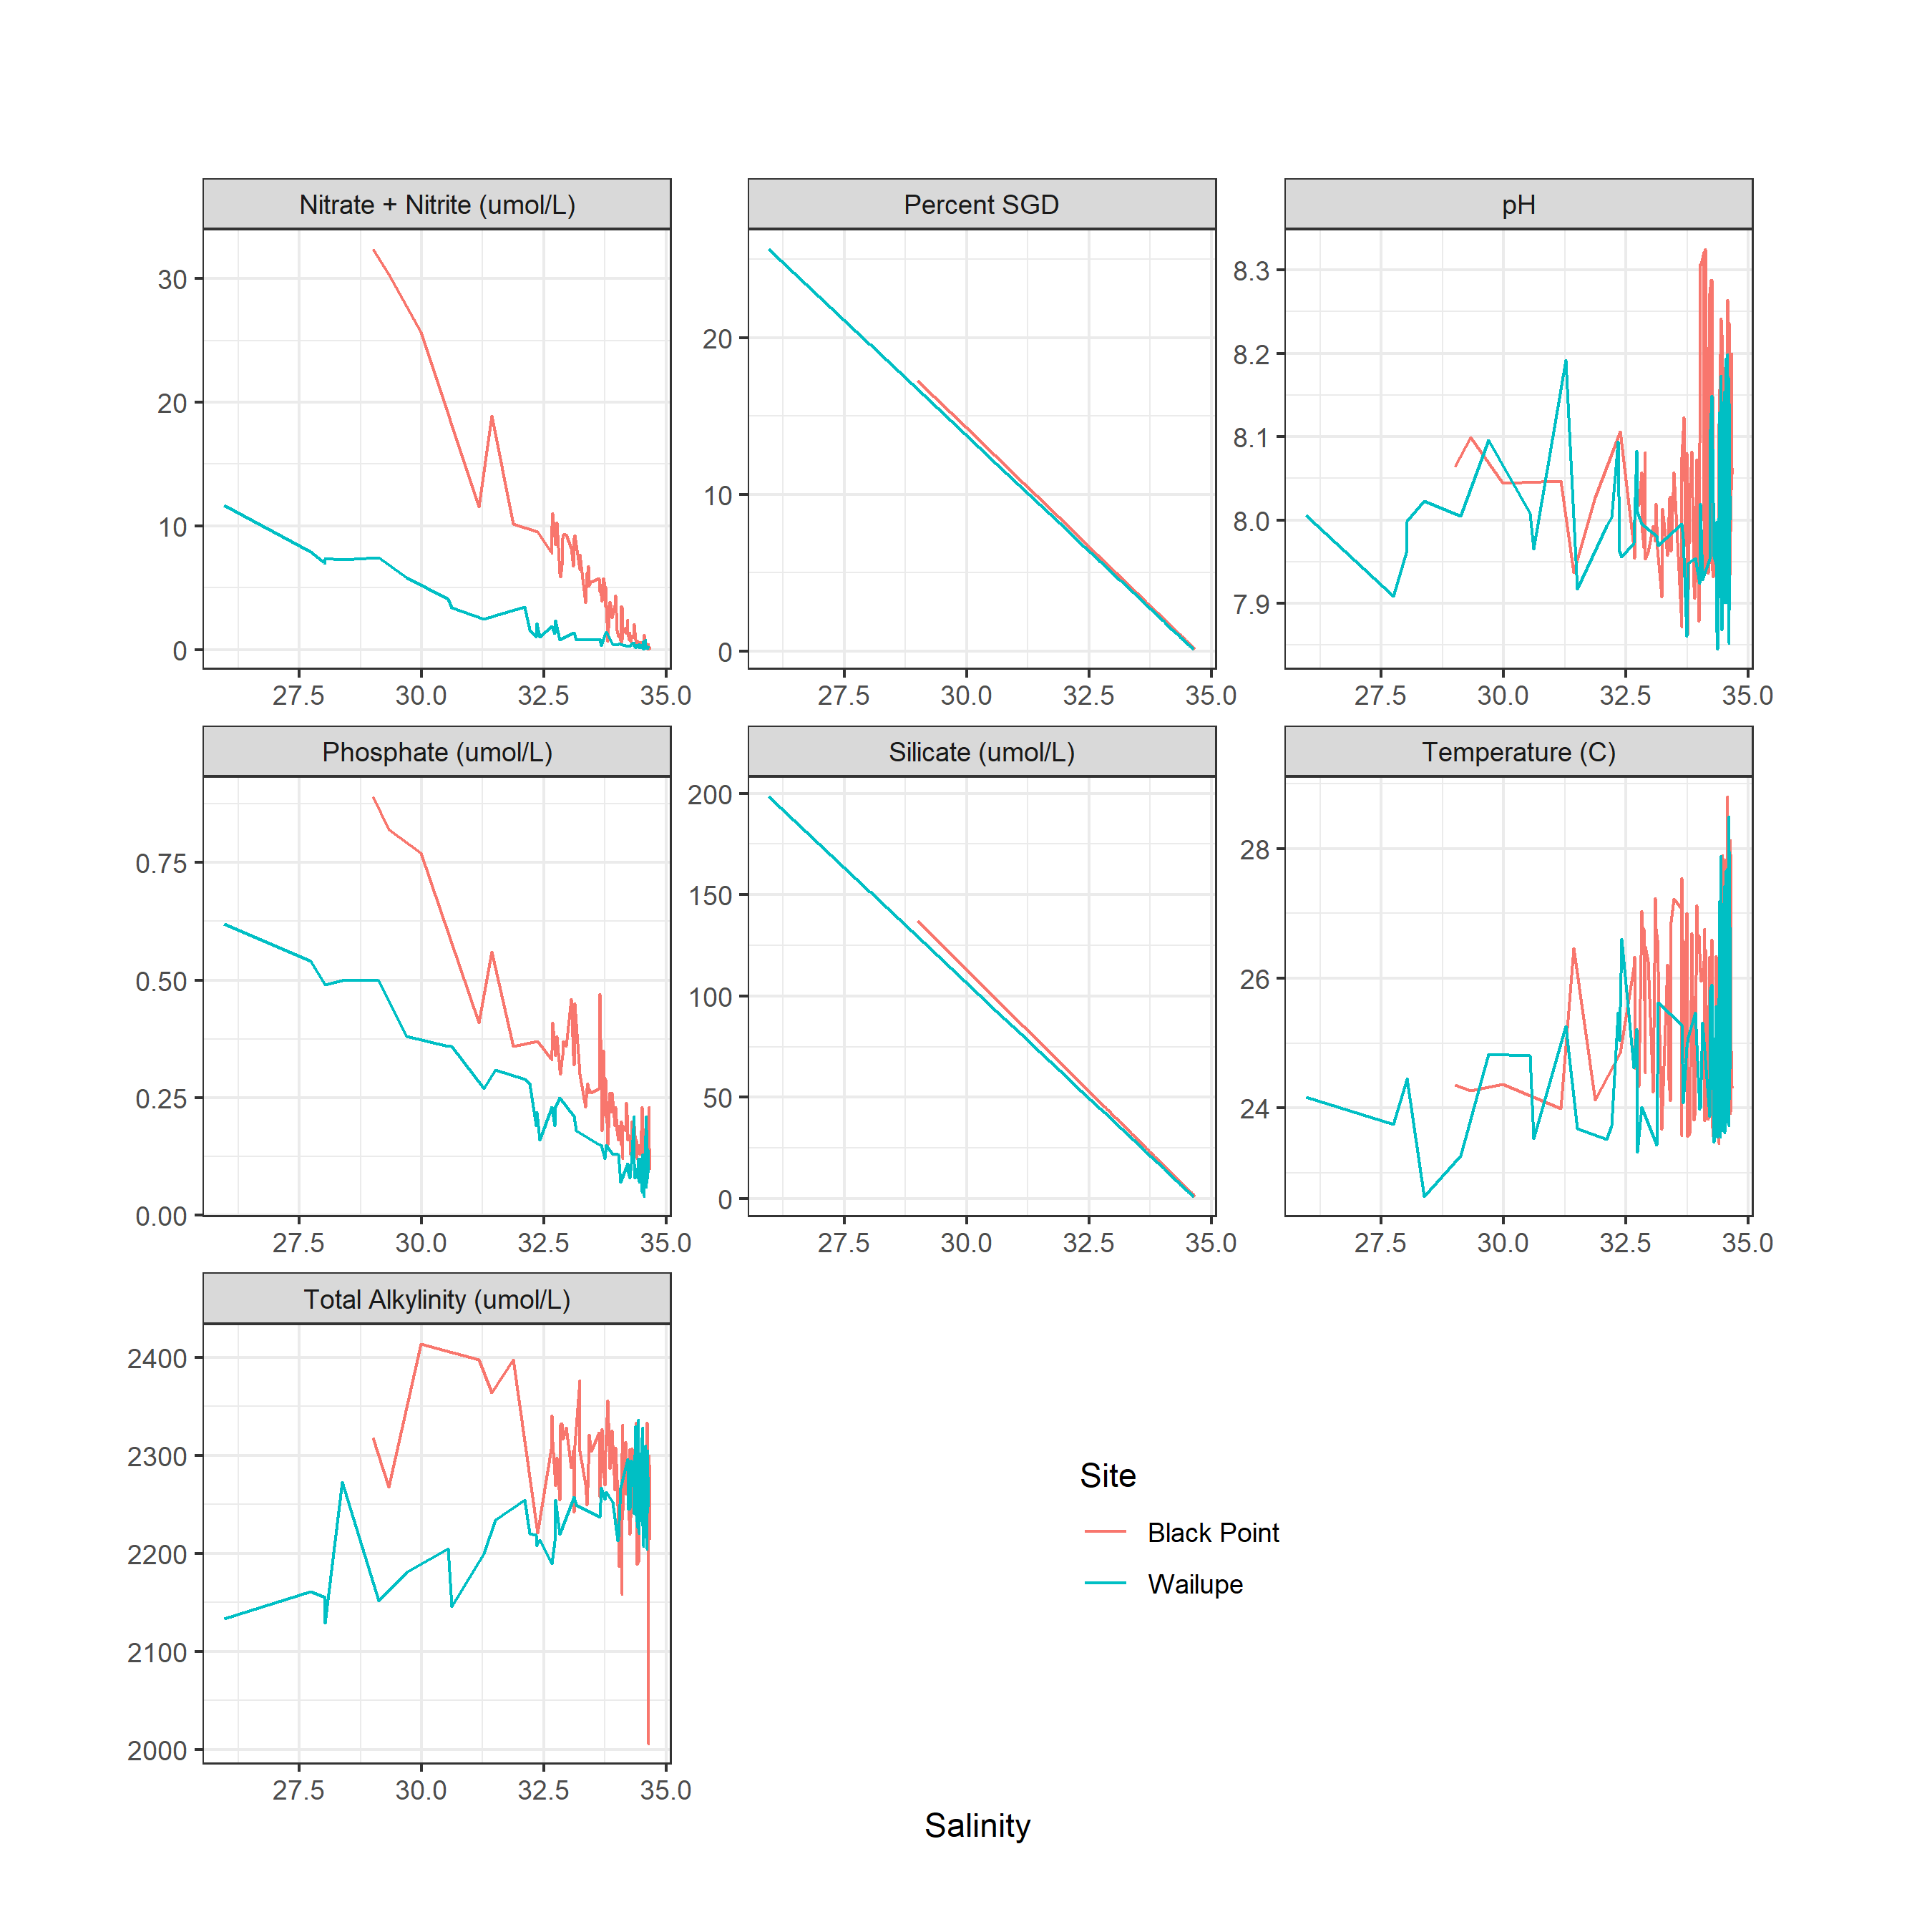 Nitrate + Nitrite (umol/L)
Percent SGD
pH
30
20
10
0
20
10
0
8.3
8.2
8.1
8.0
7.9
27.5 30.0 32.5 35.0
27.5 30.0 32.5 35.0
27.5 30.0 32.5 35.0
Phosphate (umol/L)
Silicate (umol/L)
Temperature (C)
0.75
0.50
0.25
0.00
200
150
100
50
0
28
26
24
27.5 30.0 32.5 35.0
27.5 30.0 32.5 35.0
27.5 30.0 32.5 35.0
Total Alkylinity (umol/L)
2400
2300
2200
2100
2000
27.5 30.0 32.5 35.0
Site
Black Point
Wailupe
Salinity